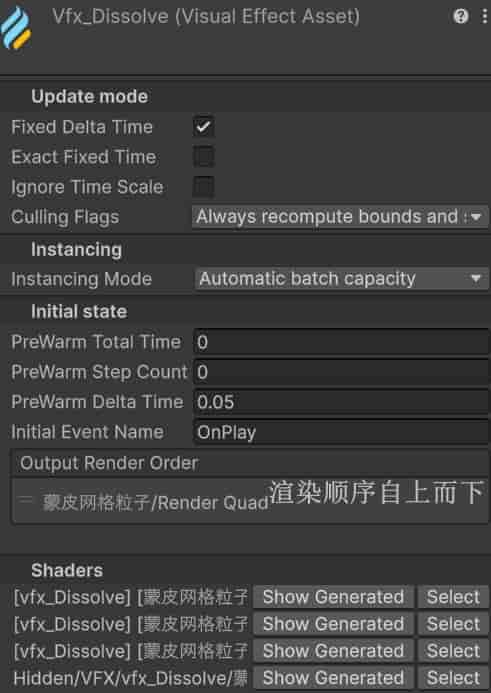 Vfx_Dissolve (Visual Effect Asset)
Update mode
Fixed Delta Time
Exact Fixed Time
Ignore Time Scale
Culling Flags Always recompute bounds and s
Instancing
Instancing Mode Automatic batch capacity
Initial state
PreWarm Total Time 0
PreWarm Step Count 0
PreWarm Delta Time 0.05
Initial Event Name OnPlay
Output Render Order
蒙皮网格粒子/Render Quad 渲染顺序自上而下
Shaders
[vfx_Dissolve] [蒙皮网格粒子 Show Generated Select
[vfx_Dissolve] [蒙皮网格粒子 Show Generated Select
[vfx_Dissolve] [蒙皮网格粒子 Show Generated Select
Hidden/VFX/vfx_Dissolve/蒙 Show Generated Select